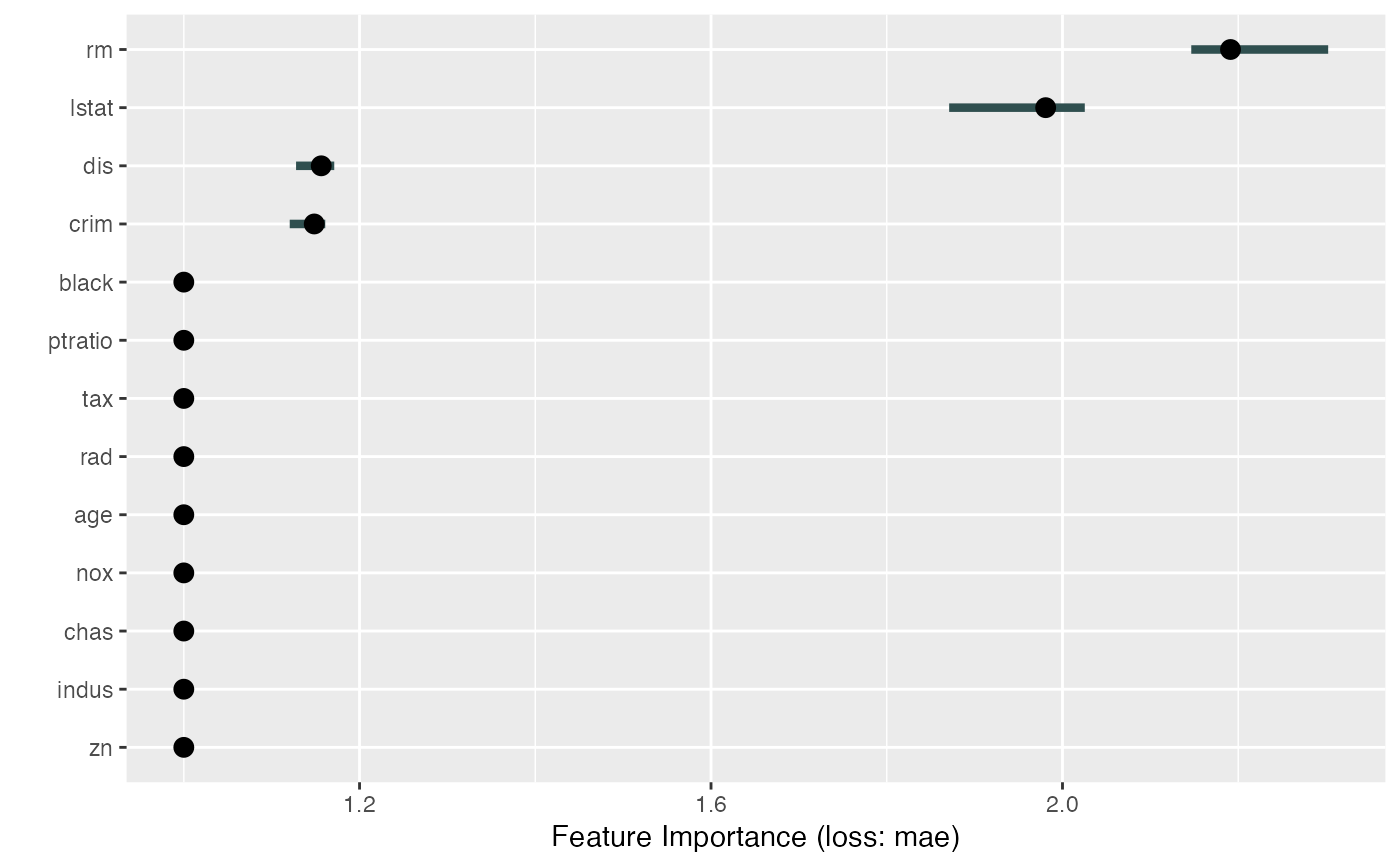 rm
lstat
dis
crim
black
ptratio
tax
rad
age
nox
chas
indus
zn
1.2 1.6 2.0
Feature Importance (loss: mae)